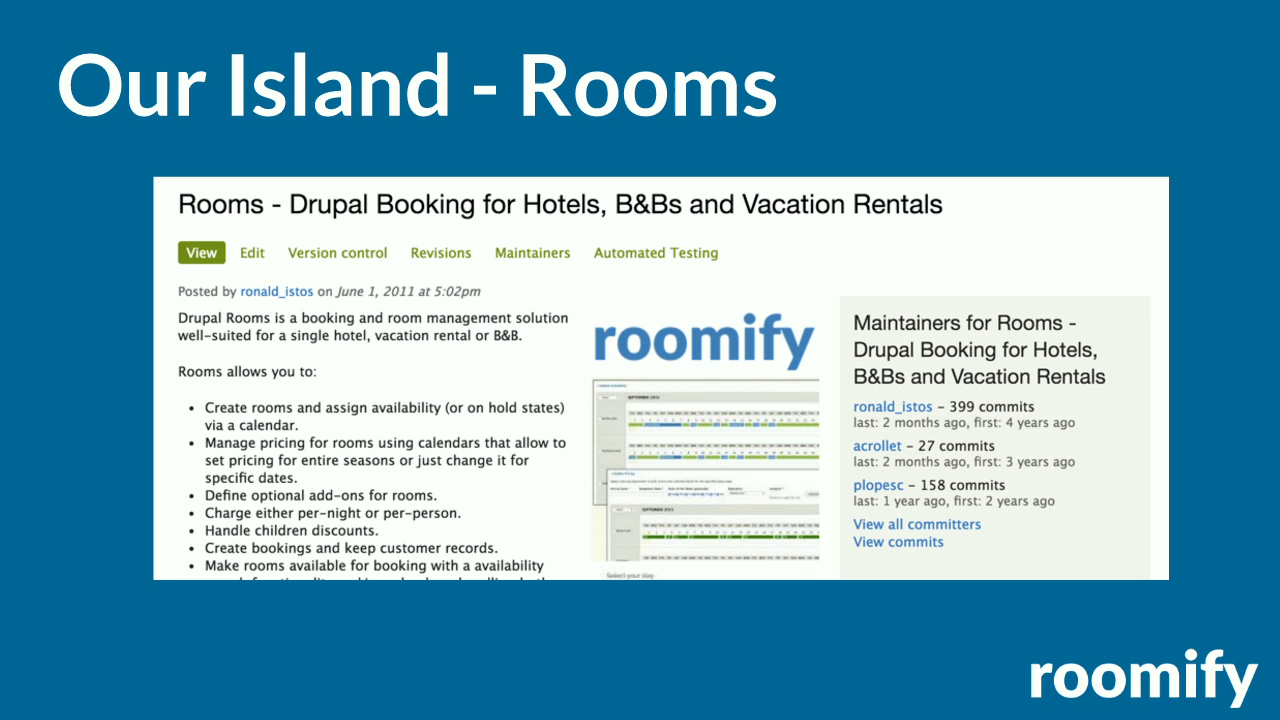 Our Island - Rooms
Rooms - Drupal Booking for Hotels, B&Bs and Vacation Rentals
View Edit Version control Revisions Maintainers Automated Testing
Posted by ronald_istos on June 1, 2011 at 5:02pm
Drupal Rooms is a booking and room management solution
well-suited for a single hotel, vacation rental or B&B.
Rooms allows you to:
• Create rooms and assign availability (or on hold states)
via a calendar.
• Manage pricing for rooms using calendars that allow to
set pricing for entire seasons or just change it for
specific dates.
• Define optional add-ons for rooms.
• Charge either per-night or per-person.
• Handle children discounts.
• Create bookings and keep customer records.
• Make rooms available for booking with a availability
roomify
SEPTEMBER 2011
Select your stay
Maintainers for Rooms -
Drupal Booking for Hotels,
B&Bs and Vacation Rentals
ronald_istos - 399 commits
last: 2 months ago, first: 4 years ago
acrollet - 27 commits
last: 2 months ago, first: 3 years ago
plopesc - 158 commits
last: 1 year ago, first: 2 years ago
View all committers
View commits
roomify